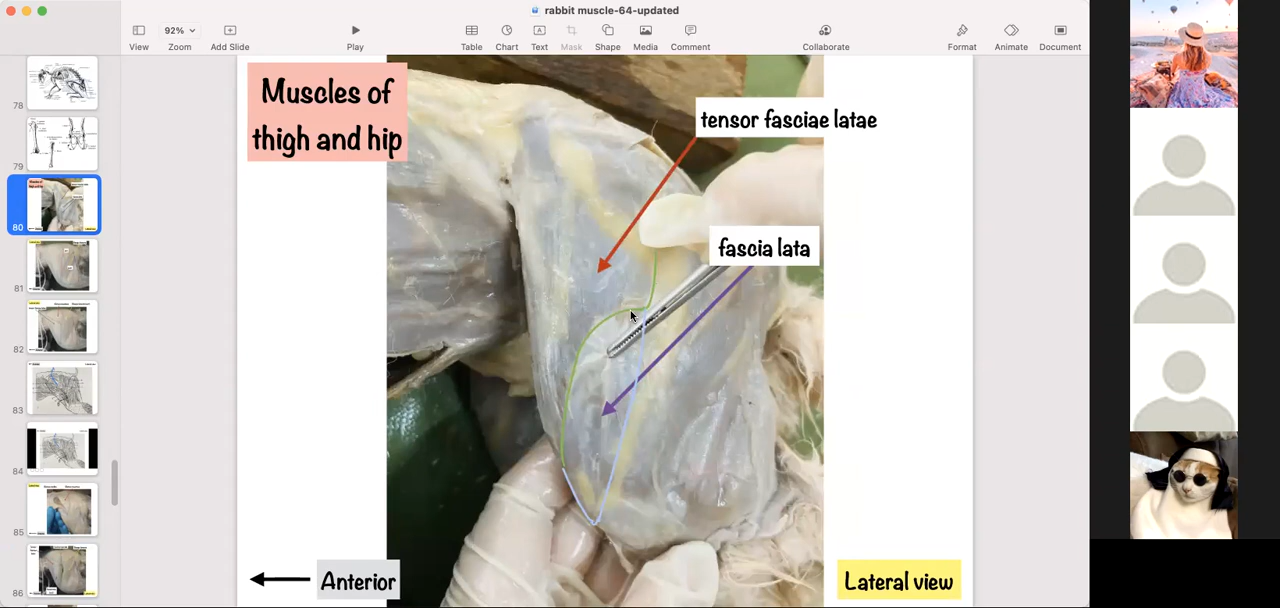 rabbit muscle-64-updated
92%
View
Zoom
Add Slide
Play
Table
Chart
Text
Mask
Shape
Media
Comment
Collaborate
Format
Animate
Document
78
79
80
81
82
83
84
85
86
Muscles of
thigh and hip
tensor fasciae latae
fascia lata
Anterior
Lateral view